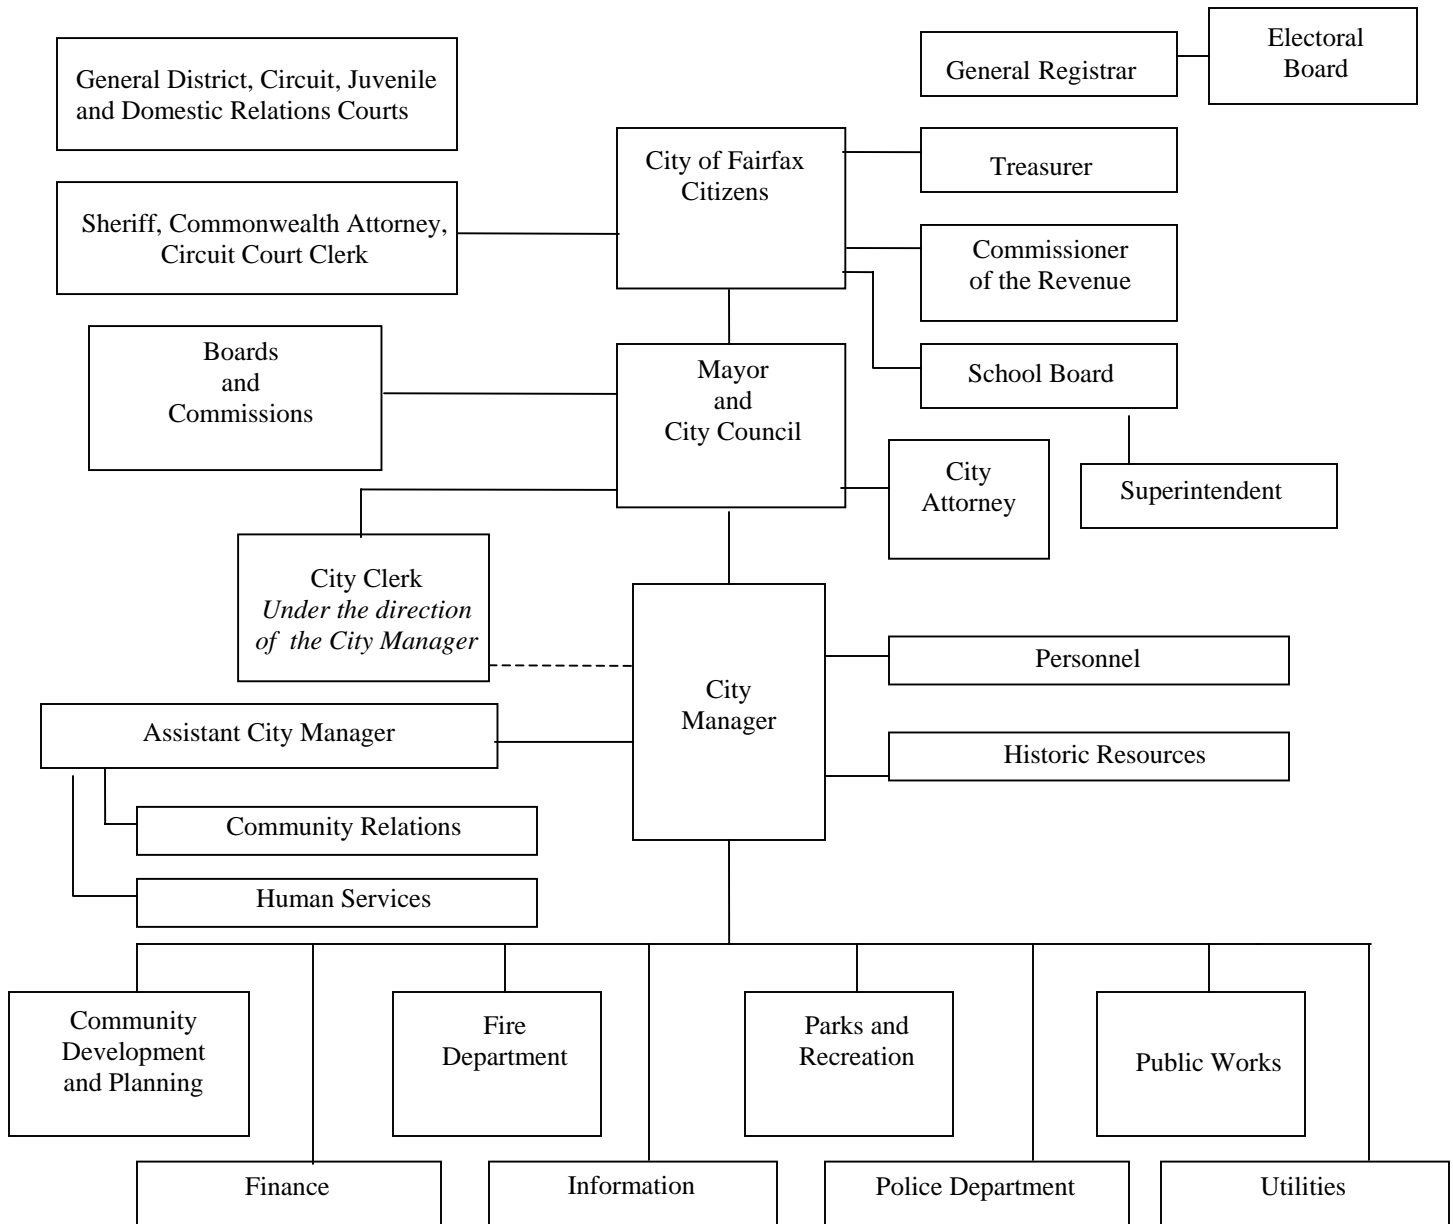 General District, Circuit, Juvenile
and Domestic Relations Courts
General Registrar
Electoral
Board
City of Fairfax
Citizens
Treasurer
Sheriff, Commonwealth Attorney,
Circuit Court Clerk
Commissioner
of the Revenue
Boards
and
Commissions
Mayor
and
City Council
School Board
City
Attorney
Superintendent
City Clerk
Under the direction
of the City Manager
City
Manager
Personnel
Assistant City Manager
Historic Resources
Community Relations
Human Services
Community
Development
and Planning
Fire
Department
Parks and
Recreation
Public Works
Finance
Information
Police Department
Utilities